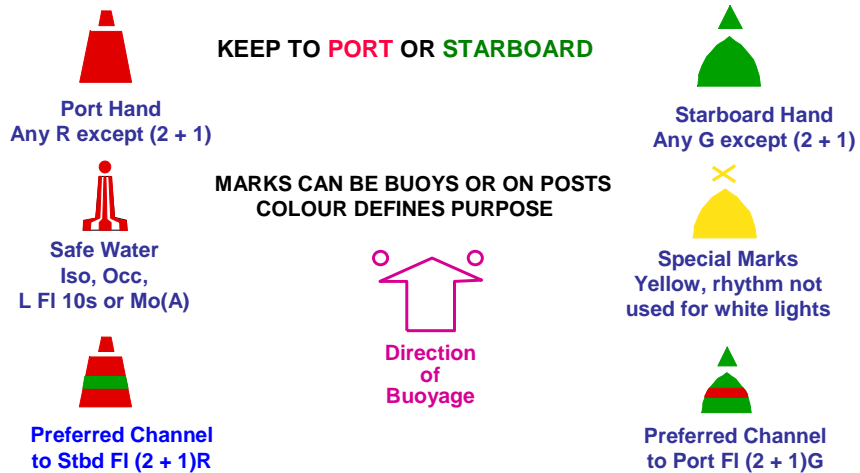 KEEP TO PORT OR STARBOARD
Port Hand
Any R except (2 + 1)
Starboard Hand
Any G except (2 + 1)
MARKS CAN BE BUOYS OR ON POSTS
COLOUR DEFINES PURPOSE
Safe Water
Iso, Occ,
L Fl 10s or Mo(A)
Special Marks
Yellow, rhythm not
used for white lights
Direction
of
Buoyage
Preferred Channel
to Stbd Fl (2 + 1)R
Preferred Channel
to Port Fl (2 + 1)G